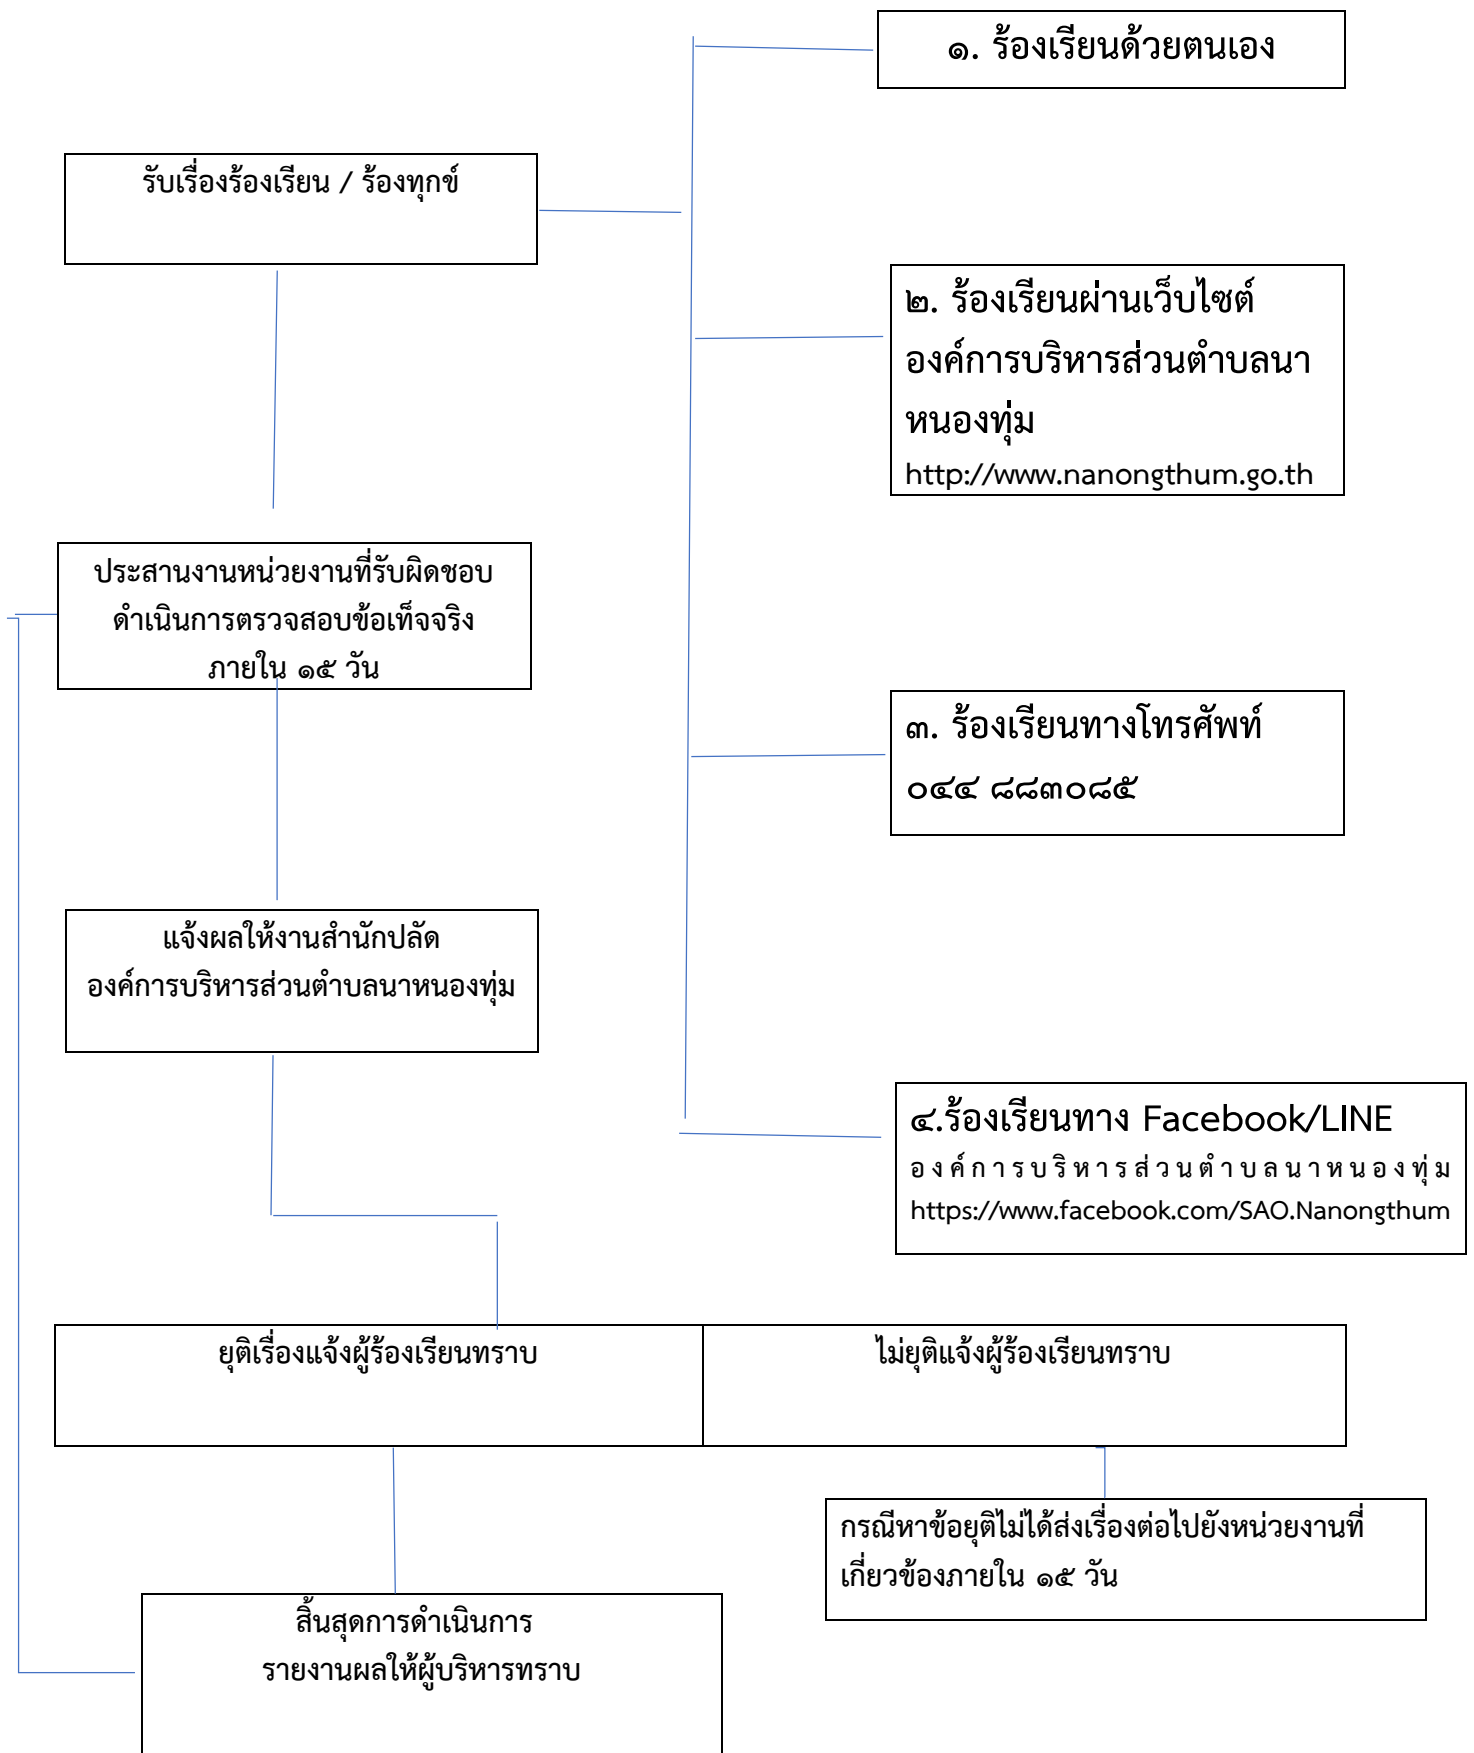 ๑. ร้องเรียนด้วยตนเอง
รับเรื่องร้องเรียน / ร้องทุกข์
๒. ร้องเรียนผ่านเว็บไซต์
องค์การบริหารส่วนตำบลนา
หนองทุ่ม
http://www.nanongthum.go.th
ประสานงานหน่วยงานที่รับผิดชอบ
ดำเนินการตรวจสอบข้อเท็จจริง
ภายใน ๑๕ วัน
๓. ร้องเรียนทางโทรศัพท์
๐๔๔ ๘๘๓๐๘๕
แจ้งผลให้งานสำนักปลัด
องค์การบริหารส่วนตำบลนาหนองทุ่ม
๔.ร้องเรียนทาง Facebook/LINE
องค์การบริหารส่วนตำบลนาหนองทุ่ม
https://www.facebook.com/SAO.Nanongthum
ยุติเรื่องแจ้งผู้ร้องเรียนทราบ
ไม่ยุติแจ้งผู้ร้องเรียนทราบ
กรณีหาข้อยุติไม่ได้ส่งเรื่องต่อไปยังหน่วยงานที่
เกี่ยวข้องภายใน ๑๕ วัน
สิ้นสุดการดำเนินการ
รายงานผลให้ผู้บริหารทราบ